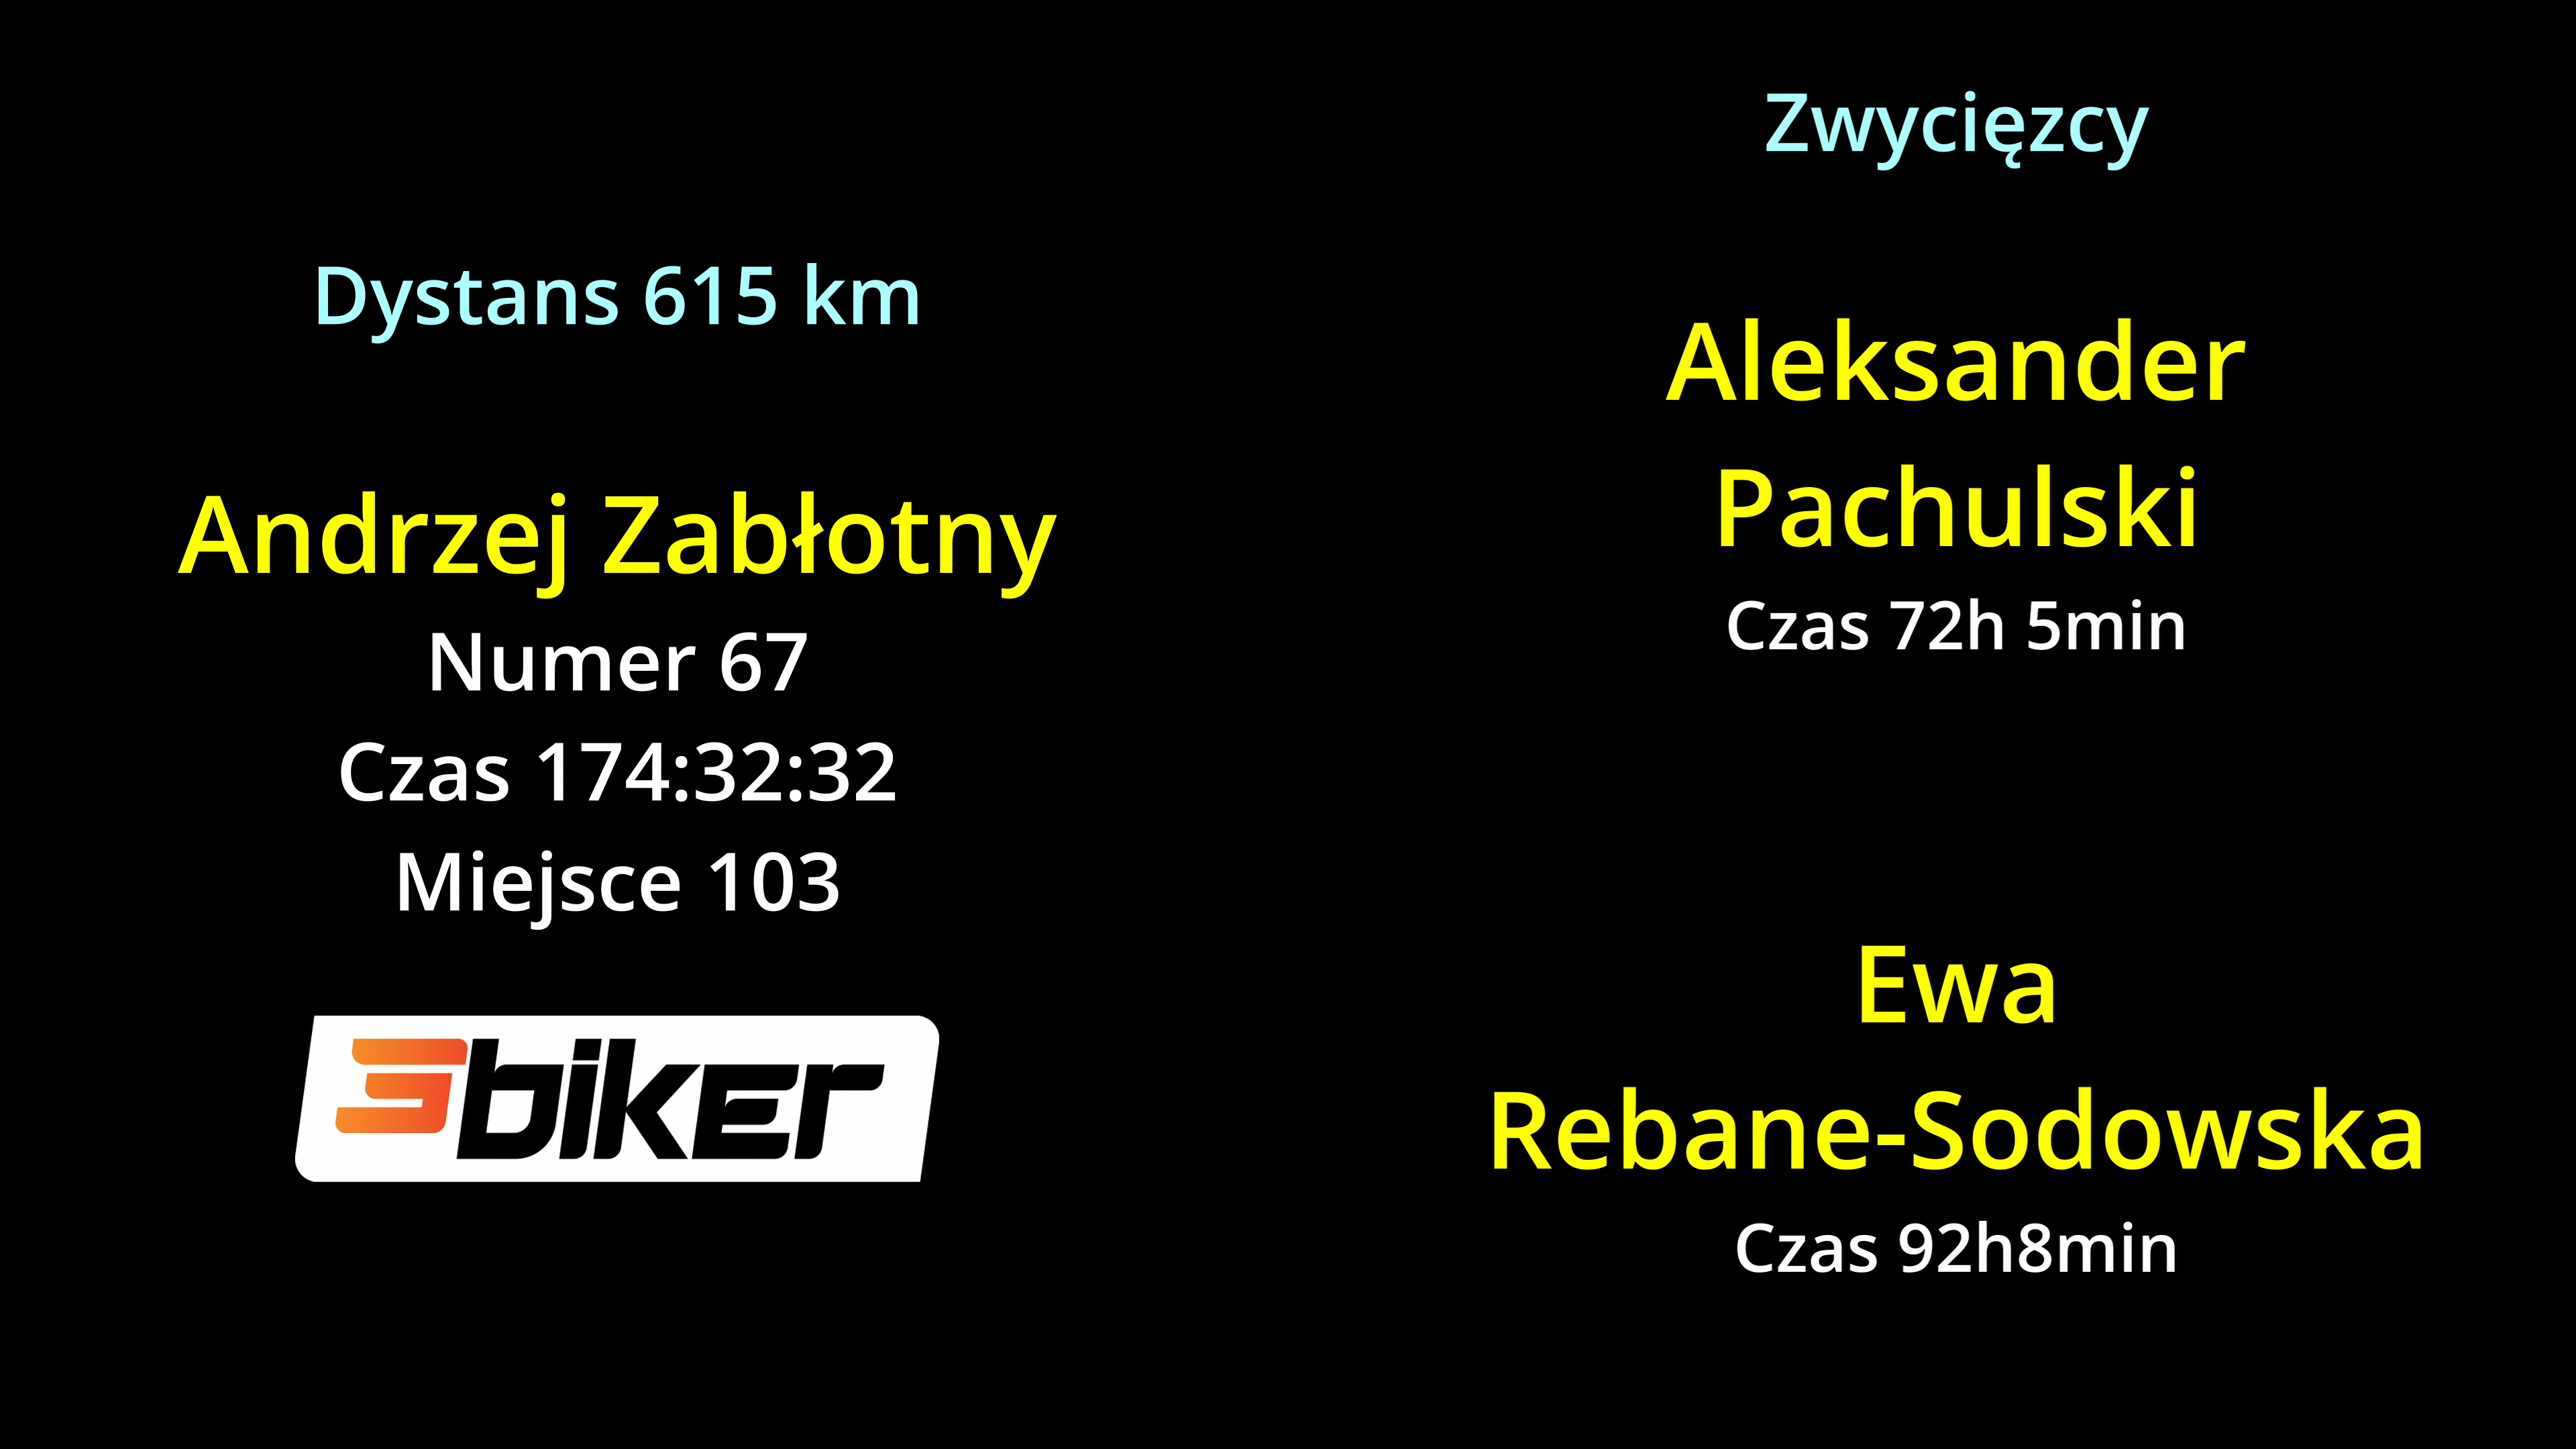 Dystans 615 km
Andrzej Zabłotny
Numer 67
Czas 174:32:32
Miejsce 103
3biker
Zwycięzcy
Aleksander
Pachulski
Czas 72h 5min
Ewa
Rebane-Sodowska
Czas 92h8min